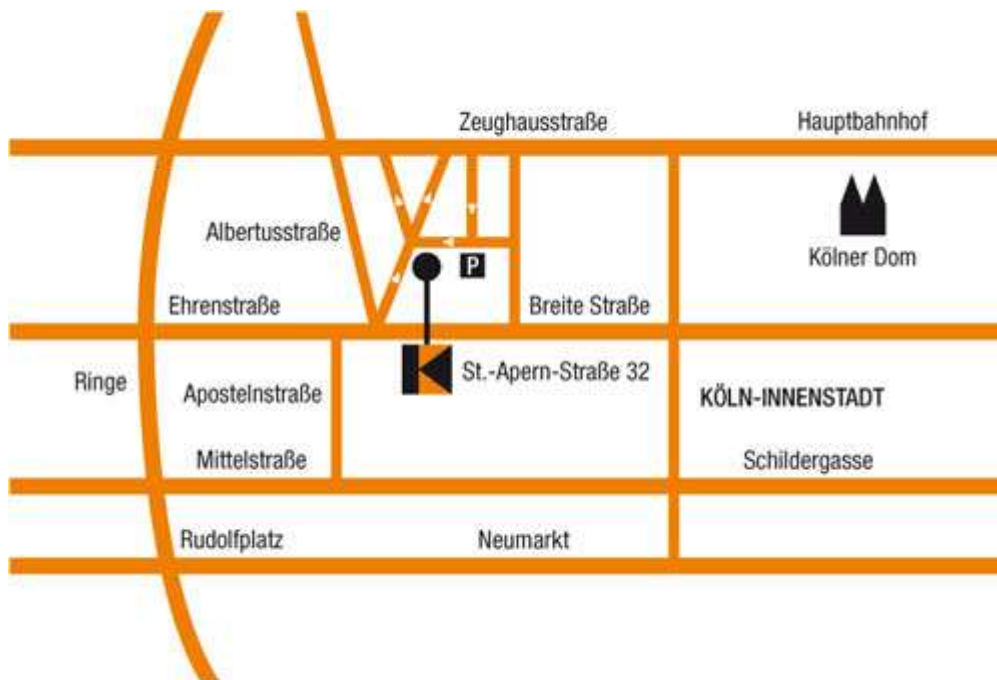 Zeughausstraße
Hauptbahnhof
Albertusstraße
Kölner Dom
P
Ehrenstraße
Breite Straße
Ringe
St.-Apern-Straße 32
Apostelnstraße
KÖLN-INNENSTADT
Mittelstraße
Schildergasse
Rudolfplatz
Neumarkt